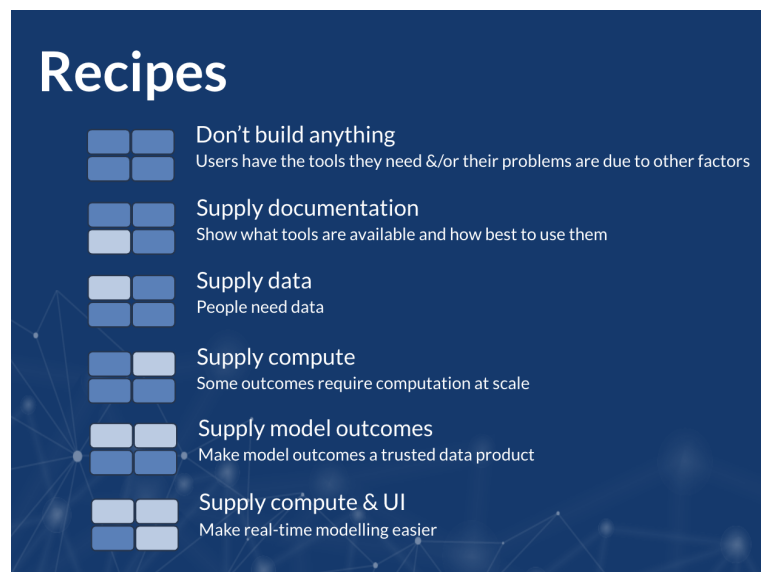 Recipes
Don't build anything
Users have the tools they need &/or their problems are due to other factors
Supply documentation
Show what tools are available and how best to use them
Supply data
People need data
Supply compute
Some outcomes require computation at scale
Supply model outcomes
Make model outcomes a trusted data product
Supply compute & UI
Make real-time modelling easier